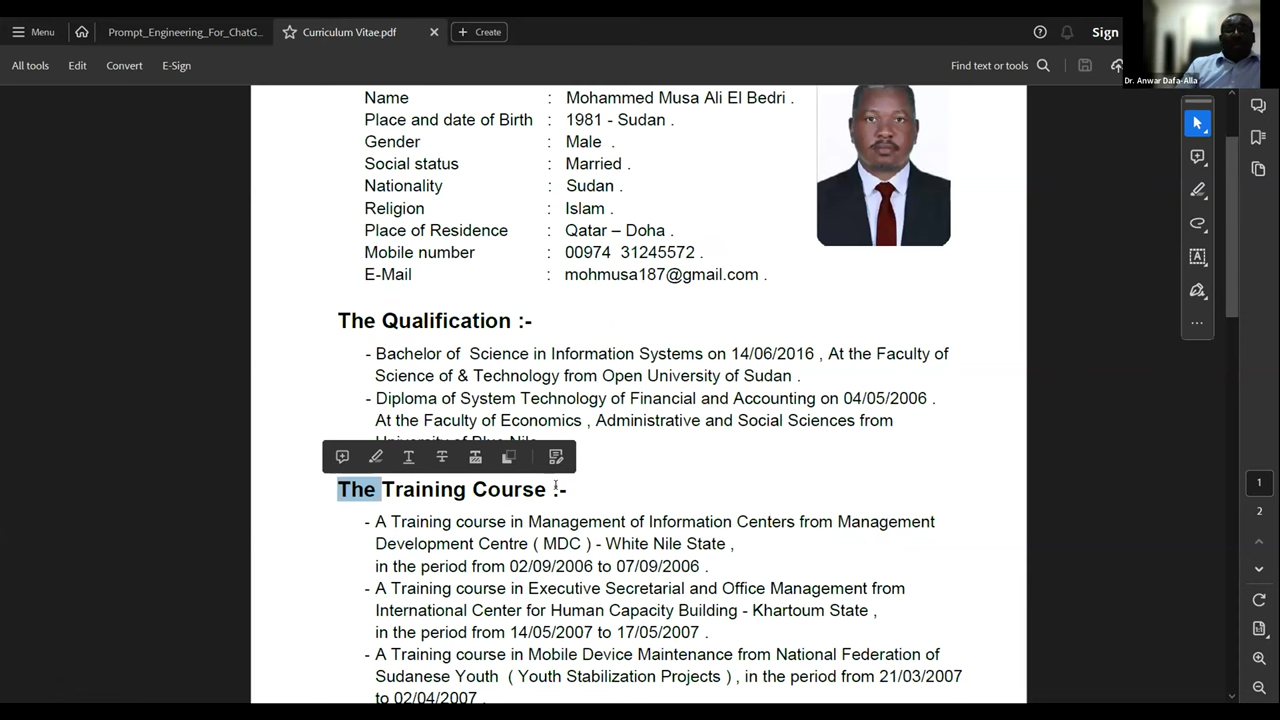 Menu
Prompt_Engineering_For_ChatG...
Curriculum Vitae.pdf
Create
Sign
All tools
Edit
Convert
E-Sign
Find text or tools
Dr. Anwar Dafa-Alla
Name : Mohammed Musa Ali El Bedri .
Place and date of Birth : 1981 - Sudan .
Gender : Male .
Social status : Married .
Nationality : Sudan .
Religion : Islam .
Place of Residence : Qatar – Doha .
Mobile number : 00974 31245572 .
E-Mail : mohmusa187@gmail.com .
The Qualification :-
- Bachelor of Science in Information Systems on 14/06/2016 , At the Faculty of
Science of & Technology from Open University of Sudan .
- Diploma of System Technology of Financial and Accounting on 04/05/2006 .
At the Faculty of Economics , Administrative and Social Sciences from
University of Blue Nile
The Training Course :-
- A Training course in Management of Information Centers from Management
Development Centre ( MDC ) - White Nile State ,
in the period from 02/09/2006 to 07/09/2006 .
- A Training course in Executive Secretarial and Office Management from
International Center for Human Capacity Building - Khartoum State ,
in the period from 14/05/2007 to 17/05/2007 .
- A Training course in Mobile Device Maintenance from National Federation of
Sudanese Youth ( Youth Stabilization Projects ) , in the period from 21/03/2007
to 02/04/2007 .
1
2